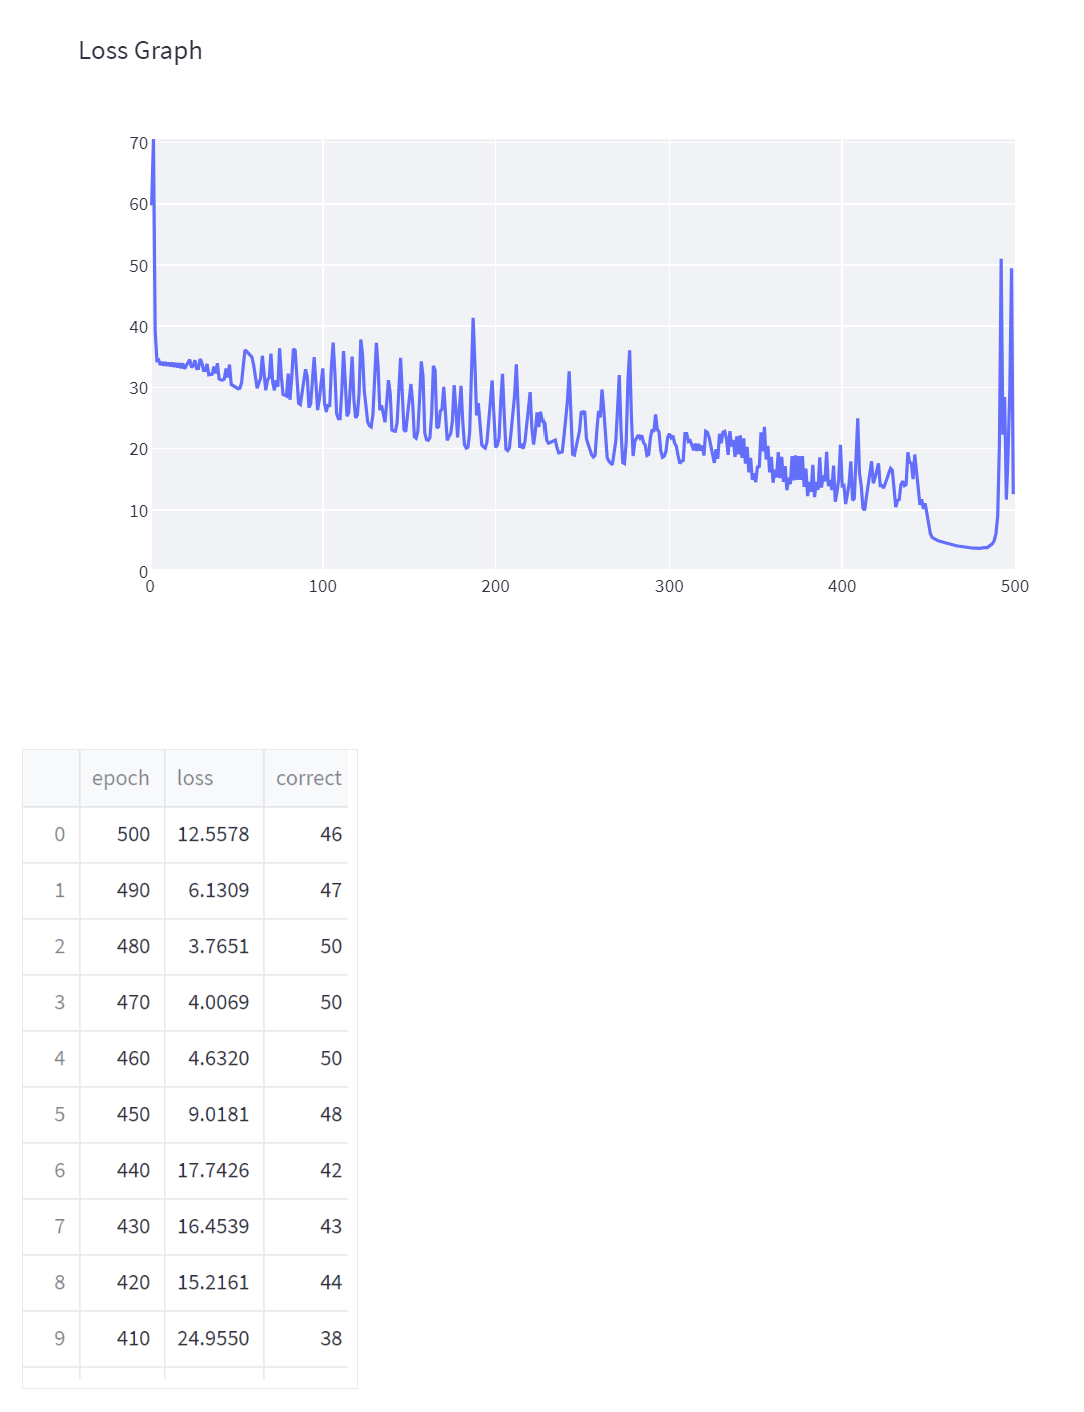 Loss Graph
70
60
50
40
30
20
10
0
0 100 200 300 400 500
epoch loss correct
0 500 12.5578 46
1 490 6.1309 47
2 480 3.7651 50
3 470 4.0069 50
4 460 4.6320 50
5 450 9.0181 48
6 440 17.7426 42
7 430 16.4539 43
8 420 15.2161 44
9 410 24.9550 38